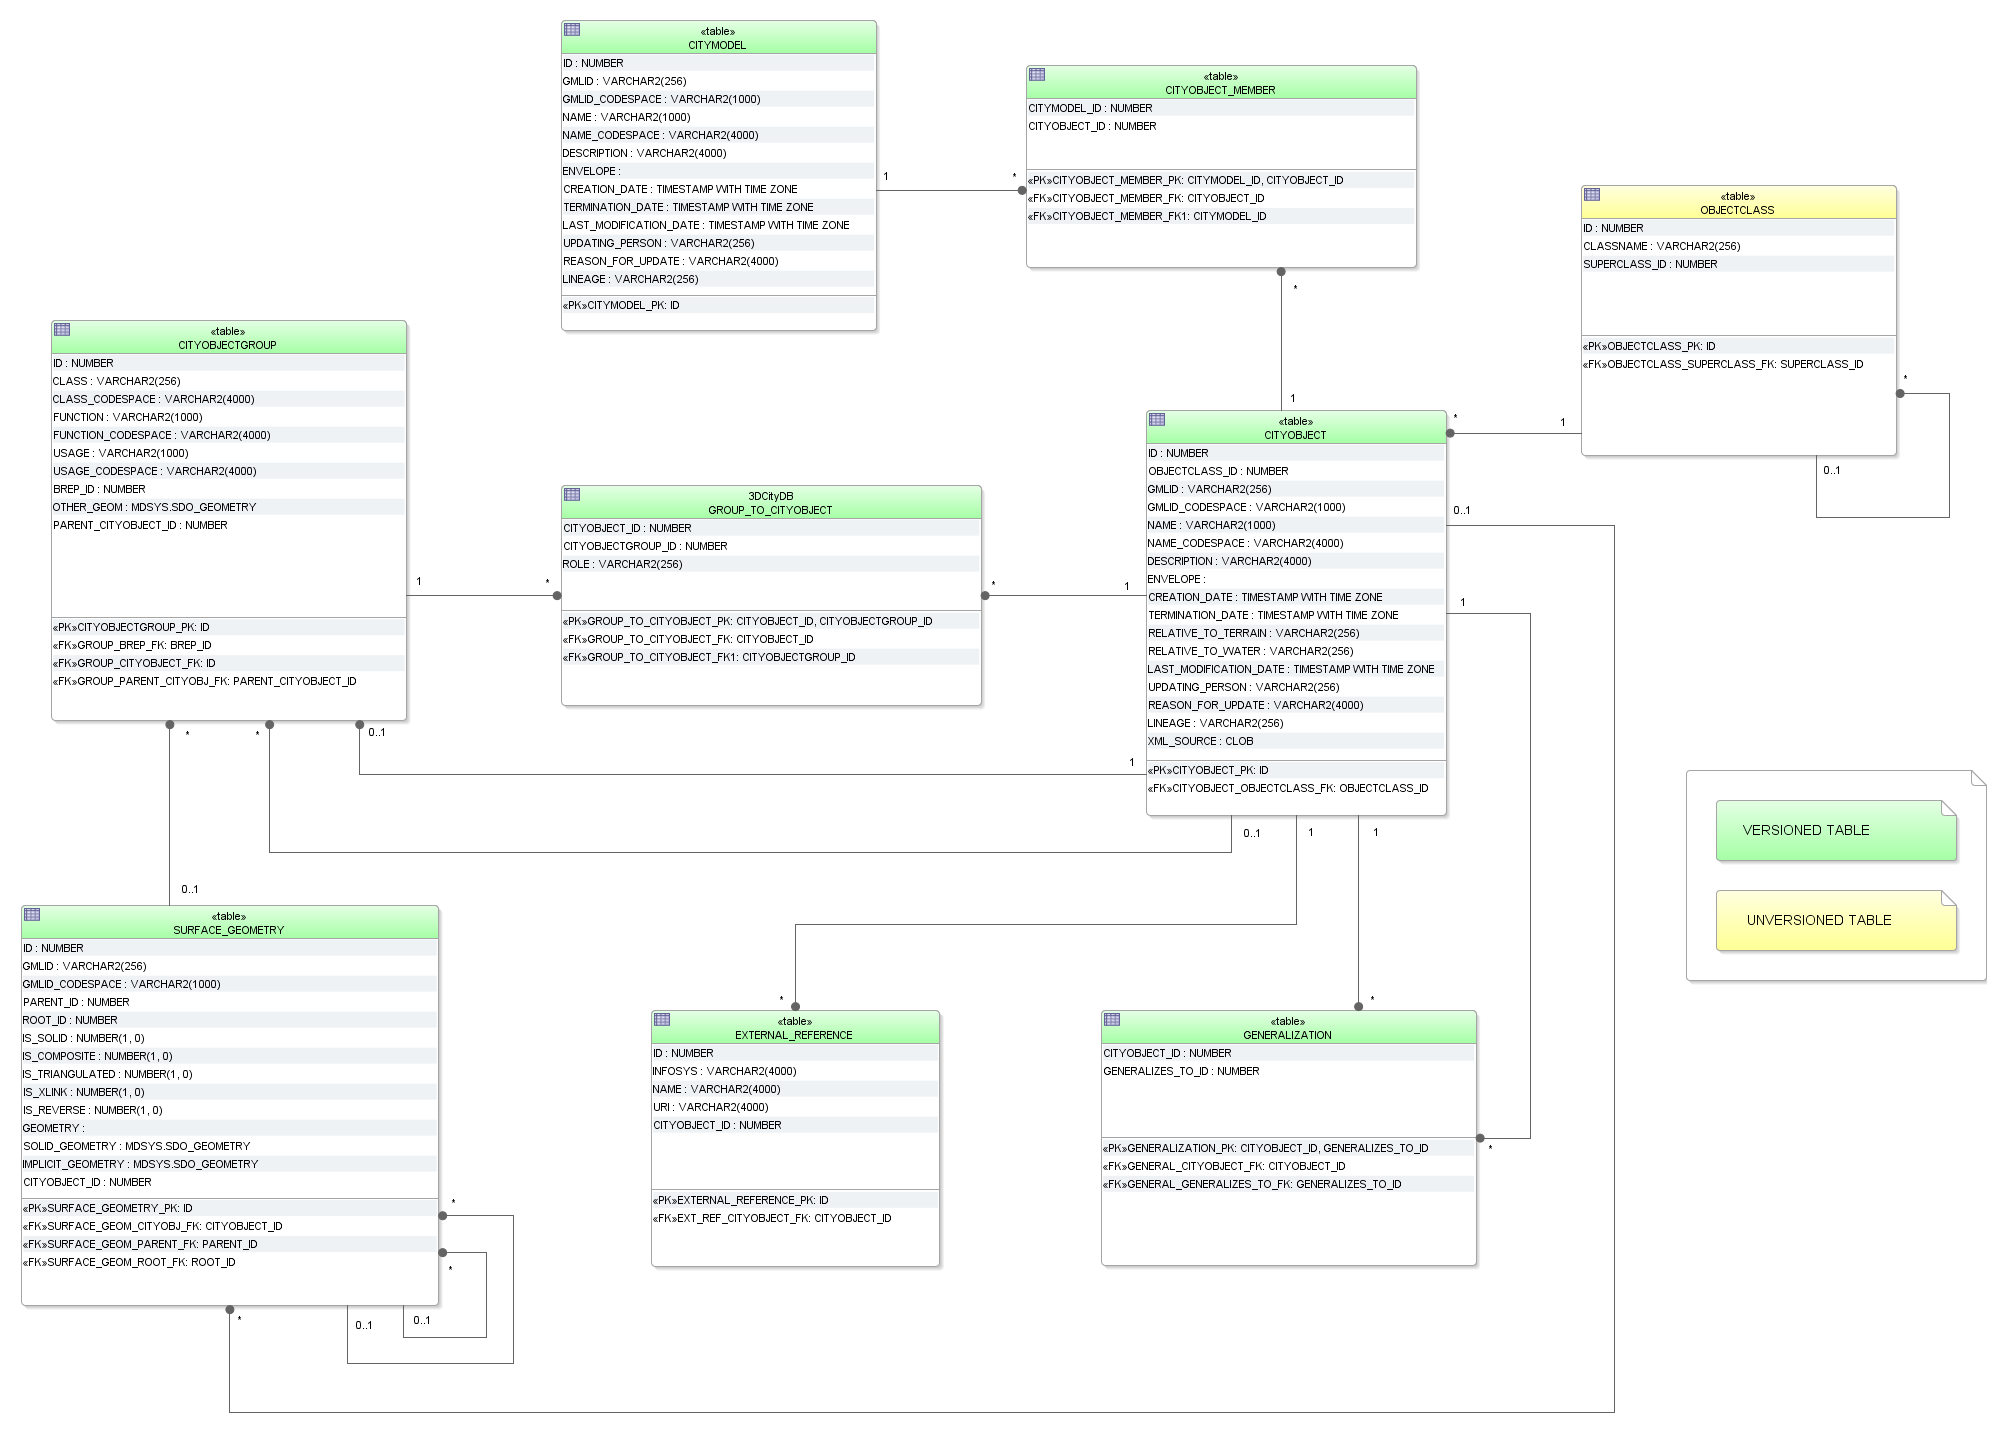 «table»
CITYMODEL
ID : NUMBER
GMLID : VARCHAR2(256)
GMLID_CODESPACE : VARCHAR2(1000)
NAME : VARCHAR2(1000)
NAME_CODESPACE : VARCHAR2(4000)
DESCRIPTION : VARCHAR2(4000)
ENVELOPE :
CREATION_DATE : TIMESTAMP WITH TIME ZONE
TERMINATION_DATE : TIMESTAMP WITH TIME ZONE
LAST_MODIFICATION_DATE : TIMESTAMP WITH TIME ZONE
UPDATING_PERSON : VARCHAR2(256)
REASON_FOR_UPDATE : VARCHAR2(4000)
LINEAGE : VARCHAR2(256)
«PK»CITYMODEL_PK: ID
1
*
«table»
CITYOBJECT_MEMBER
CITYMODEL_ID : NUMBER
CITYOBJECT_ID : NUMBER
«PK»CITYOBJECT_MEMBER_PK: CITYMODEL_ID, CITYOBJECT_ID
«FK»CITYOBJECT_MEMBER_FK: CITYOBJECT_ID
«FK»CITYOBJECT_MEMBER_FK1: CITYMODEL_ID
*
1
«table»
OBJECTCLASS
ID : NUMBER
CLASSNAME : VARCHAR2(256)
SUPERCLASS_ID : NUMBER
«PK»OBJECTCLASS_PK: ID
«FK»OBJECTCLASS_SUPERCLASS_FK: SUPERCLASS_ID
*
0..1
*
1
«table»
CITYOBJECTGROUP
ID : NUMBER
CLASS : VARCHAR2(256)
CLASS_CODESPACE : VARCHAR2(4000)
FUNCTION : VARCHAR2(1000)
FUNCTION_CODESPACE : VARCHAR2(4000)
USAGE : VARCHAR2(1000)
USAGE_CODESPACE : VARCHAR2(4000)
BREP_ID : NUMBER
OTHER_GEOM : MDSYS.SDO_GEOMETRY
PARENT_CITYOBJECT_ID : NUMBER
«PK»CITYOBJECTGROUP_PK: ID
«FK»GROUP_BREP_FK: BREP_ID
«FK»GROUP_CITYOBJECT_FK: ID
«FK»GROUP_PARENT_CITYOBJ_FK: PARENT_CITYOBJECT_ID
1
*
*
*
0..1
3DCityDB
GROUP_TO_CITYOBJECT
CITYOBJECT_ID : NUMBER
CITYOBJECTGROUP_ID : NUMBER
ROLE : VARCHAR2(256)
«PK»GROUP_TO_CITYOBJECT_PK: CITYOBJECT_ID, CITYOBJECTGROUP_ID
«FK»GROUP_TO_CITYOBJECT_FK: CITYOBJECT_ID
«FK»GROUP_TO_CITYOBJECT_FK1: CITYOBJECTGROUP_ID
*
1
«table»
CITYOBJECT
ID : NUMBER
OBJECTCLASS_ID : NUMBER
GMLID : VARCHAR2(256)
GMLID_CODESPACE : VARCHAR2(1000)
NAME : VARCHAR2(1000)
NAME_CODESPACE : VARCHAR2(4000)
DESCRIPTION : VARCHAR2(4000)
ENVELOPE :
CREATION_DATE : TIMESTAMP WITH TIME ZONE
TERMINATION_DATE : TIMESTAMP WITH TIME ZONE
RELATIVE_TO_TERRAIN : VARCHAR2(256)
RELATIVE_TO_WATER : VARCHAR2(256)
LAST_MODIFICATION_DATE : TIMESTAMP WITH TIME ZONE
UPDATING_PERSON : VARCHAR2(256)
REASON_FOR_UPDATE : VARCHAR2(4000)
LINEAGE : VARCHAR2(256)
XML_SOURCE : CLOB
«PK»CITYOBJECT_PK: ID
«FK»CITYOBJECT_OBJECTCLASS_FK: OBJECTCLASS_ID
0..1
1
1
0..1
1
1
VERSIONED TABLE
UNVERSIONED TABLE
0..1
«table»
SURFACE_GEOMETRY
ID : NUMBER
GMLID : VARCHAR2(256)
GMLID_CODESPACE : VARCHAR2(1000)
PARENT_ID : NUMBER
ROOT_ID : NUMBER
IS_SOLID : NUMBER(1, 0)
IS_COMPOSITE : NUMBER(1, 0)
IS_TRIANGULATED : NUMBER(1, 0)
IS_XLINK : NUMBER(1, 0)
IS_REVERSE : NUMBER(1, 0)
GEOMETRY :
SOLID_GEOMETRY : MDSYS.SDO_GEOMETRY
IMPLICIT_GEOMETRY : MDSYS.SDO_GEOMETRY
CITYOBJECT_ID : NUMBER
«PK»SURFACE_GEOMETRY_PK: ID
«FK»SURFACE_GEOM_CITYOBJ_FK: CITYOBJECT_ID
«FK»SURFACE_GEOM_PARENT_FK: PARENT_ID
«FK»SURFACE_GEOM_ROOT_FK: ROOT_ID
*
*
*
0..1
0..1
*
«table»
EXTERNAL_REFERENCE
ID : NUMBER
INFOSYS : VARCHAR2(4000)
NAME : VARCHAR2(4000)
URI : VARCHAR2(4000)
CITYOBJECT_ID : NUMBER
«PK»EXTERNAL_REFERENCE_PK: ID
«FK»EXT_REF_CITYOBJECT_FK: CITYOBJECT_ID
*
«table»
GENERALIZATION
CITYOBJECT_ID : NUMBER
GENERALIZES_TO_ID : NUMBER
«PK»GENERALIZATION_PK: CITYOBJECT_ID, GENERALIZES_TO_ID
«FK»GENERAL_CITYOBJECT_FK: CITYOBJECT_ID
«FK»GENERAL_GENERALIZES_TO_FK: GENERALIZES_TO_ID
*